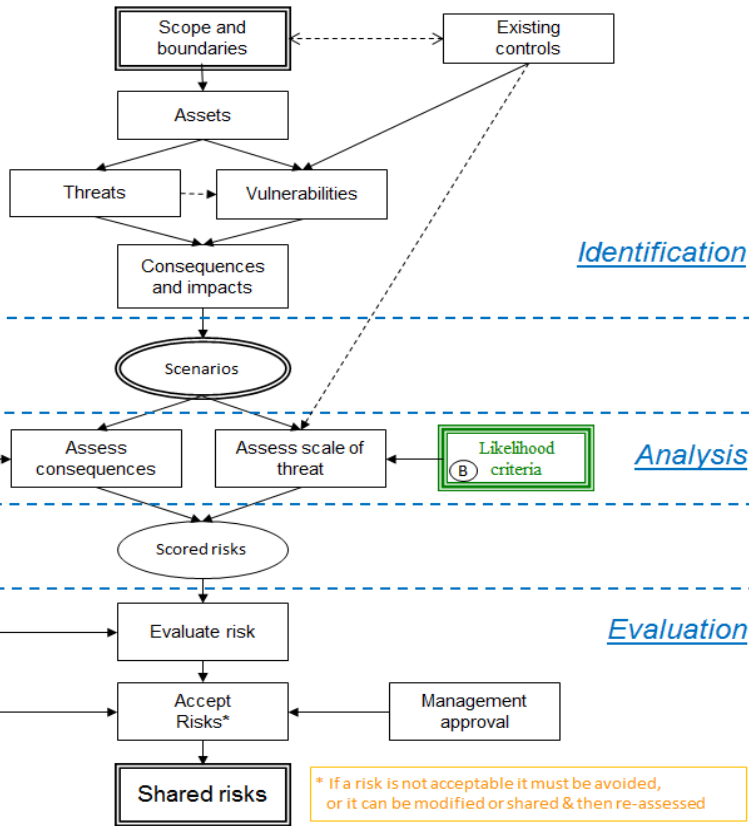 Scope and
boundaries
Existing
controls
Assets
Threats
Vulnerabilities
Consequences
and impacts
Identification
Scenarios
Assess
consequences
Assess scale of
threat
Likelihood
criteria
B
Analysis
Scored risks
Evaluate risk
Evaluation
Accept
Risks*
Management
approval
Shared risks
* If a risk is not acceptable it must be avoided,
or it can be modified or shared & then re-assessed